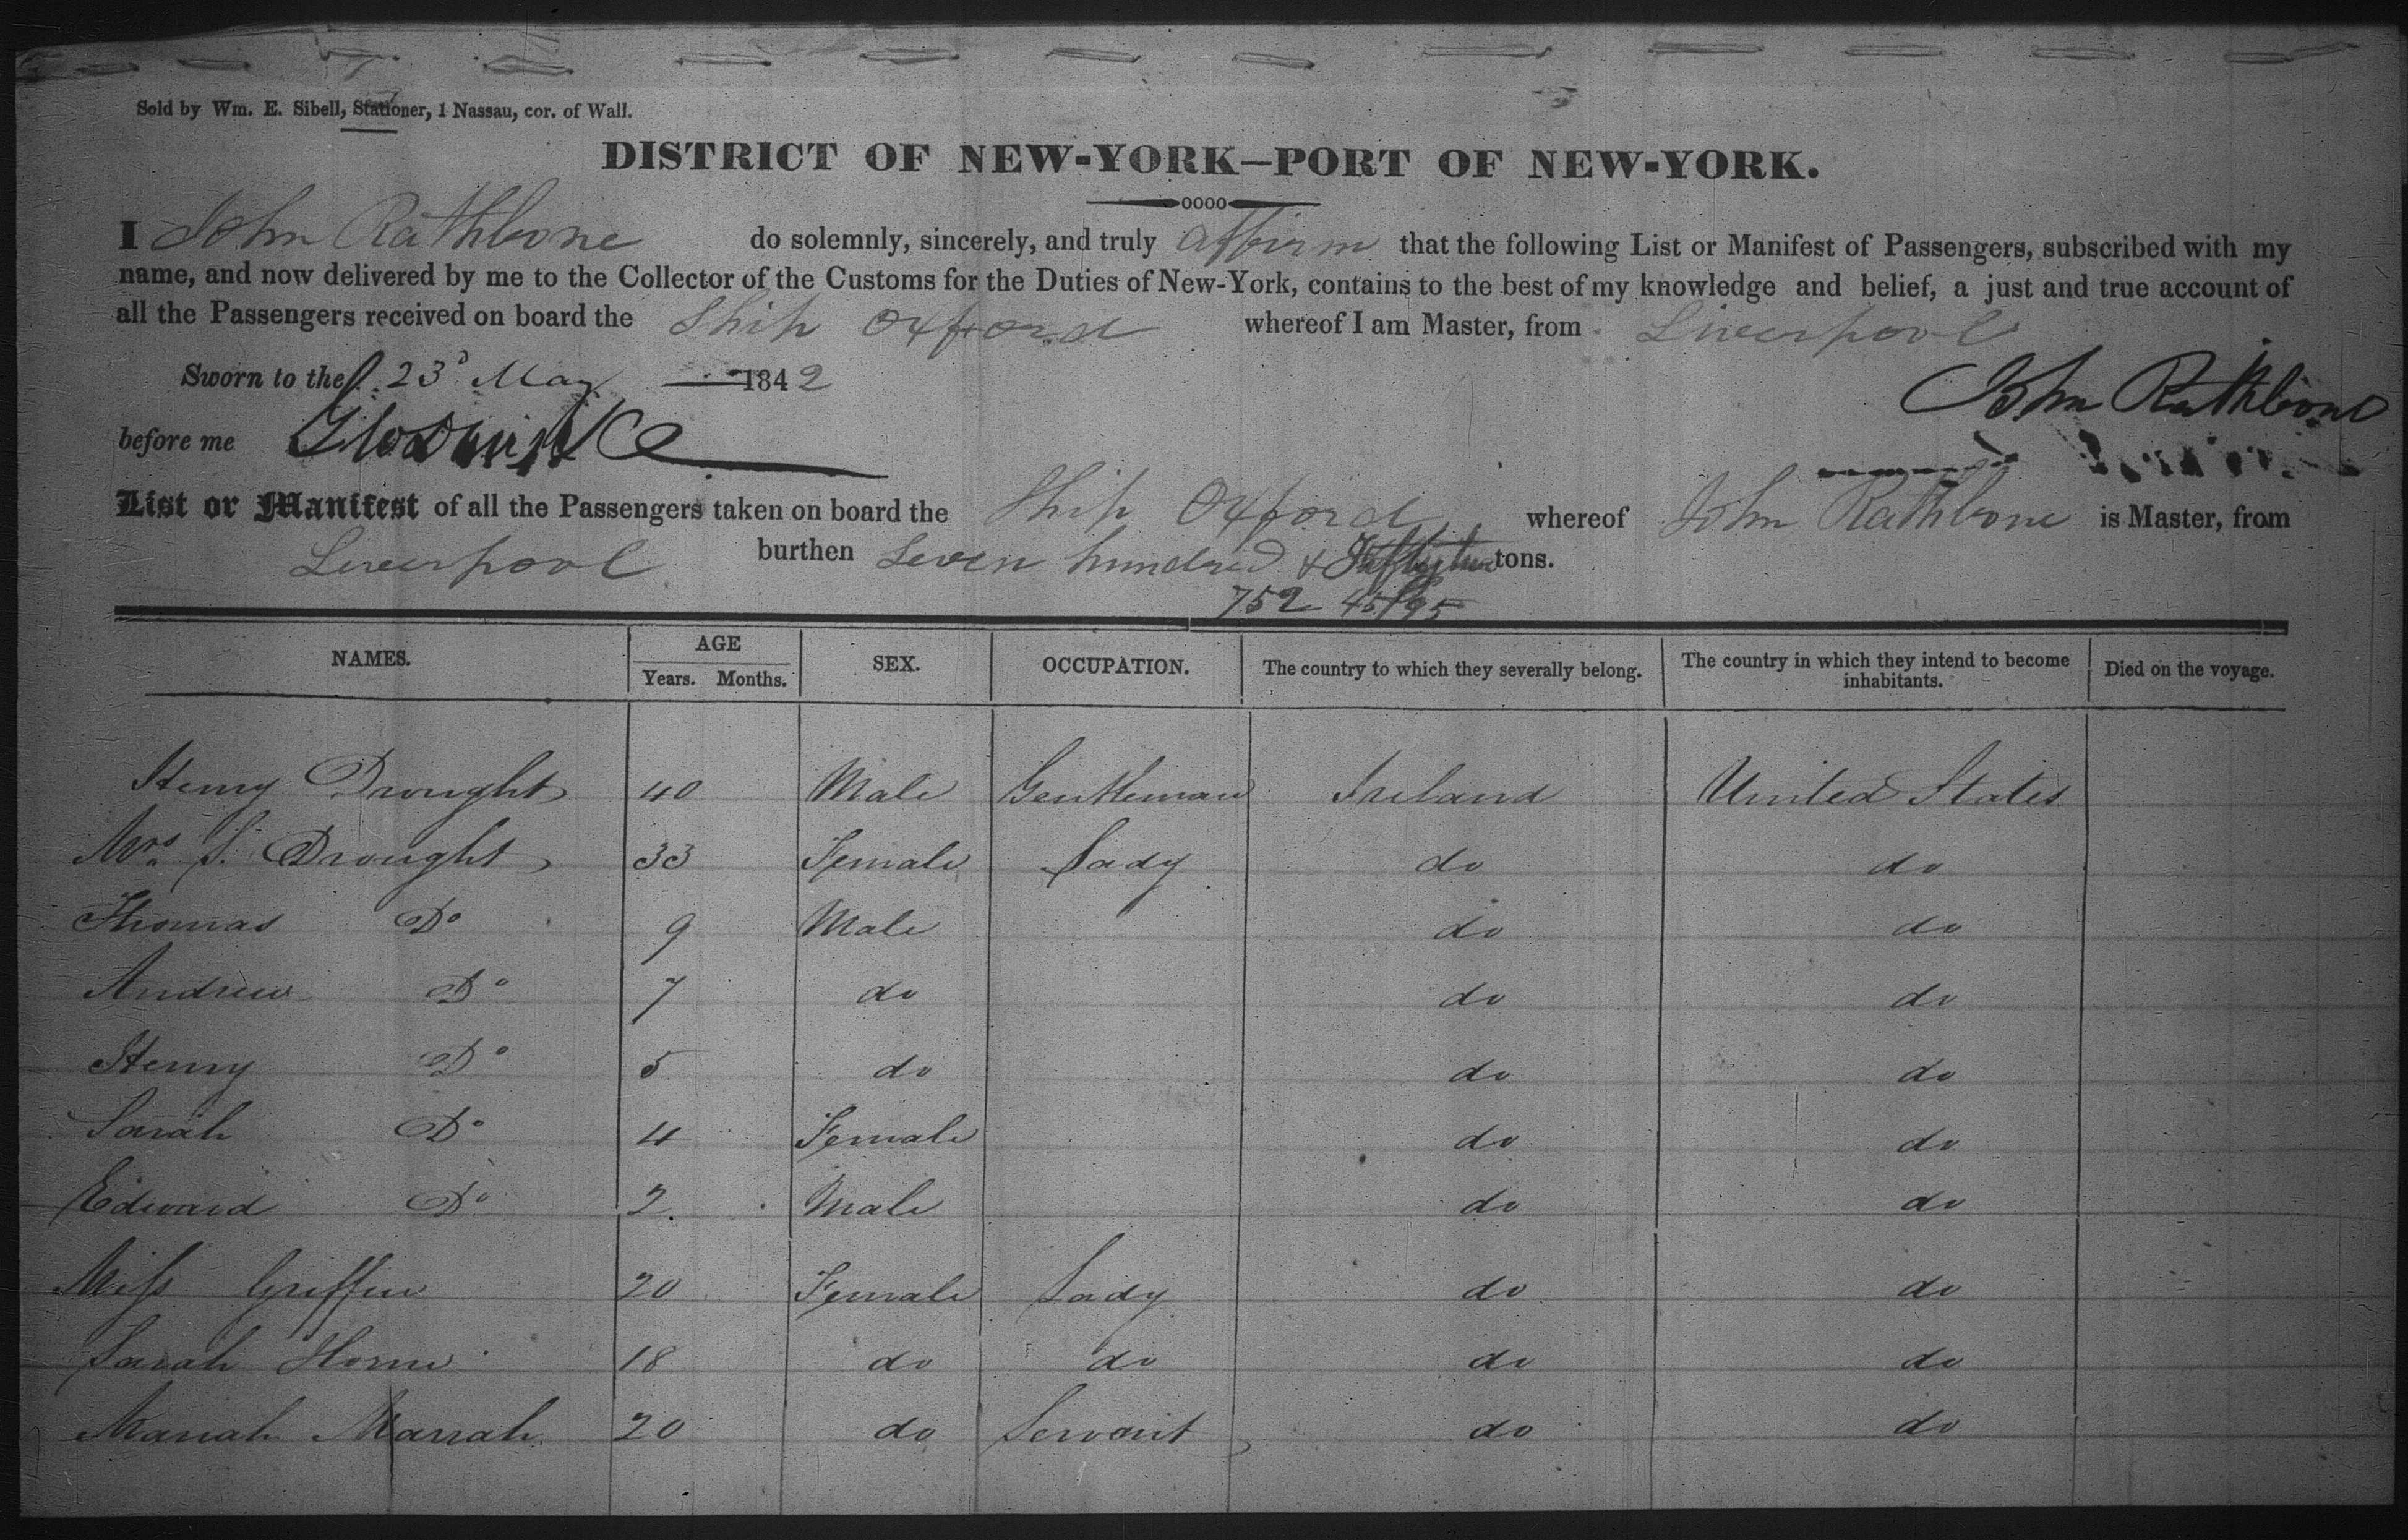 Sold by Wm. E. Sibell, Stationer, 1 Nassau, cor. of Wall.
DISTRICT OF NEW-YORK—PORT OF NEW-YORK.
I John Rathbone do solemnly, sincerely, and truly affirm that the following List or Manifest of Passengers, subscribed with my
name, and now delivered by me to the Collector of the Customs for the Duties of New-York, contains to the best of my knowledge and belief, a just and true account of
all the Passengers received on board the Ship Oxford whereof I am Master, from Liverpool
Sworn to the 23d May 1842
John Rathbone
before me
List or Manifest of all the Passengers taken on board the Ship Oxford whereof John Rathbone is Master, from
Liverpool burthen Seven hundred & Fifty two tons.
752 45/95
NAMES. AGE Years. Months. SEX. OCCUPATION. The country to which they severally belong. The country in which they intend to become inhabitants. Died on the voyage.
Henry Drought 40 Male Gentleman Ireland United States
Mrs S. Drought 33 Female Lady do do
Thomas Do 9 Male do do
Andrew Do 7 do do do
Henry Do 5 do do do
Sarah Do 4 Female do do
Edward Do 2 Male do do
Miss Griffin 20 Female Lady do do
Sarah Horne 18 do do do do
Mariah Marrah 20 do Servant do do